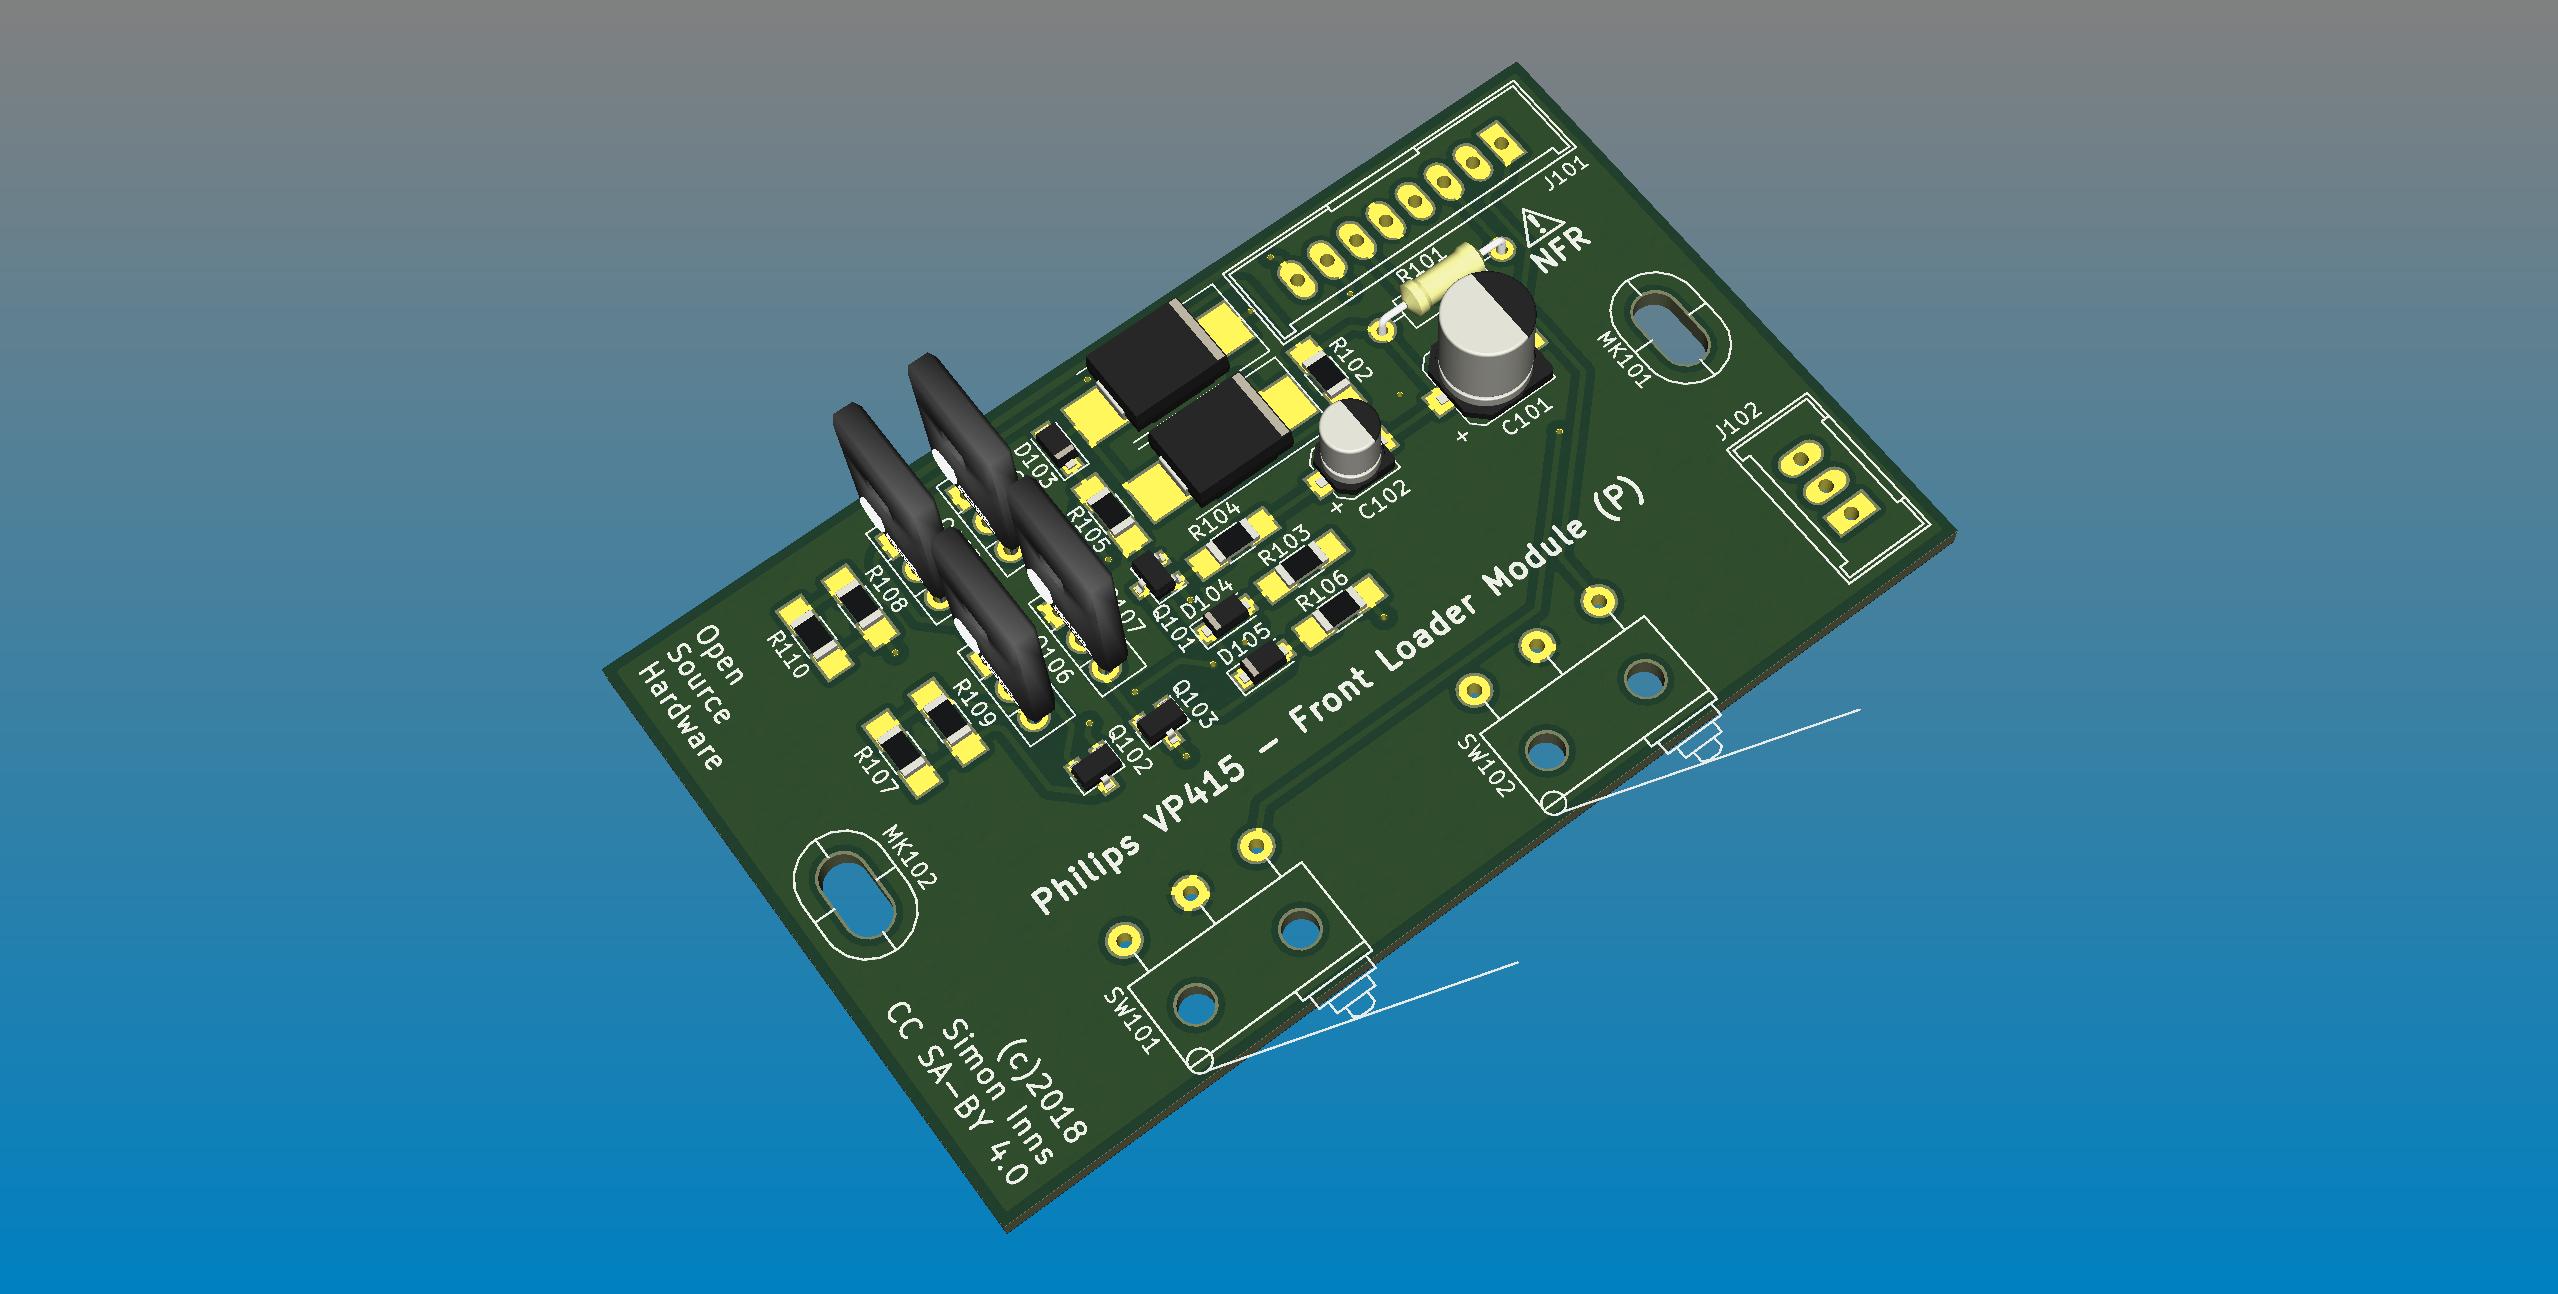 J101
NFR
R101
MK101
R102
C101
+
J102
D103
C102
+
R105
R104
R103
R106
Q101
D104
D105
R108
R110
R109
R107
Q103
Q102
Open
Source
Hardware
Philips VP415 – Front Loader Module (P)
SW102
MK102
SW101
(c)2018
Simon Inns
CC SA–BY 4.0